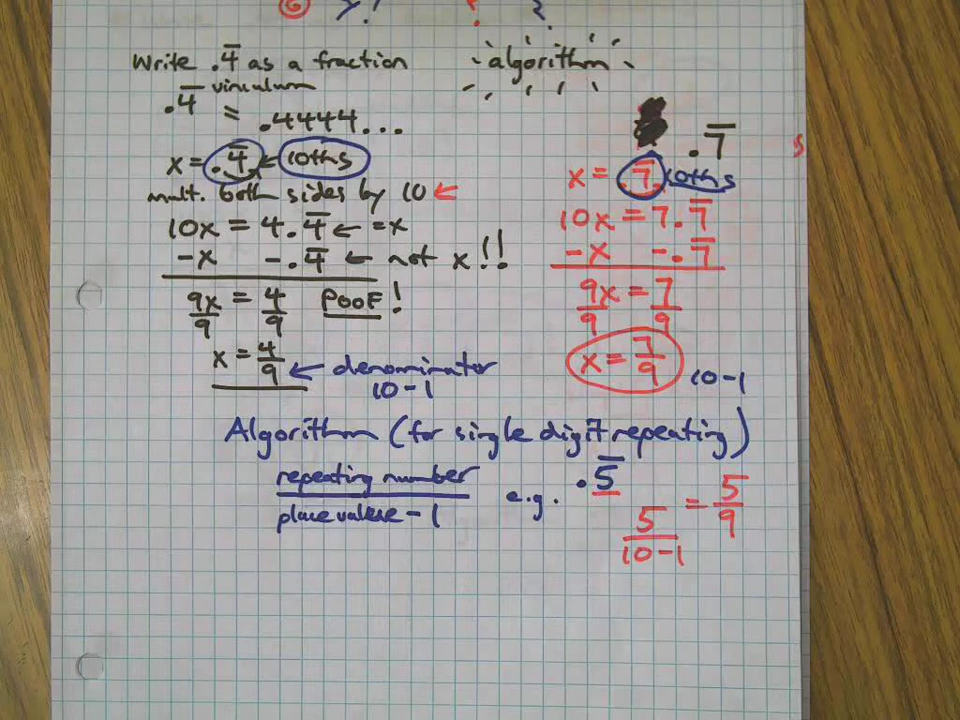 6 y! ? 2
Write .4̅ as a fraction
algorithm
vinculum
.4̅ = .4444...
x = .4̅ ← 10ths
mult. both sides by 10 ←
10x = 4.4̅ ← =x
-x -.4̅ ← not x!!
9x/9 = 4/9 POOF!
x = 4/9 ← denominator
10-1
.7̅
x = .7̅ 10ths
10x = 7.7̅
-x -.7̅
9x/9 = 7/9
x = 7/9 10-1
Algorithm (for single digit repeating)
repeating number
place value - 1
e.g. .5̅
5/(10-1) = 5/9